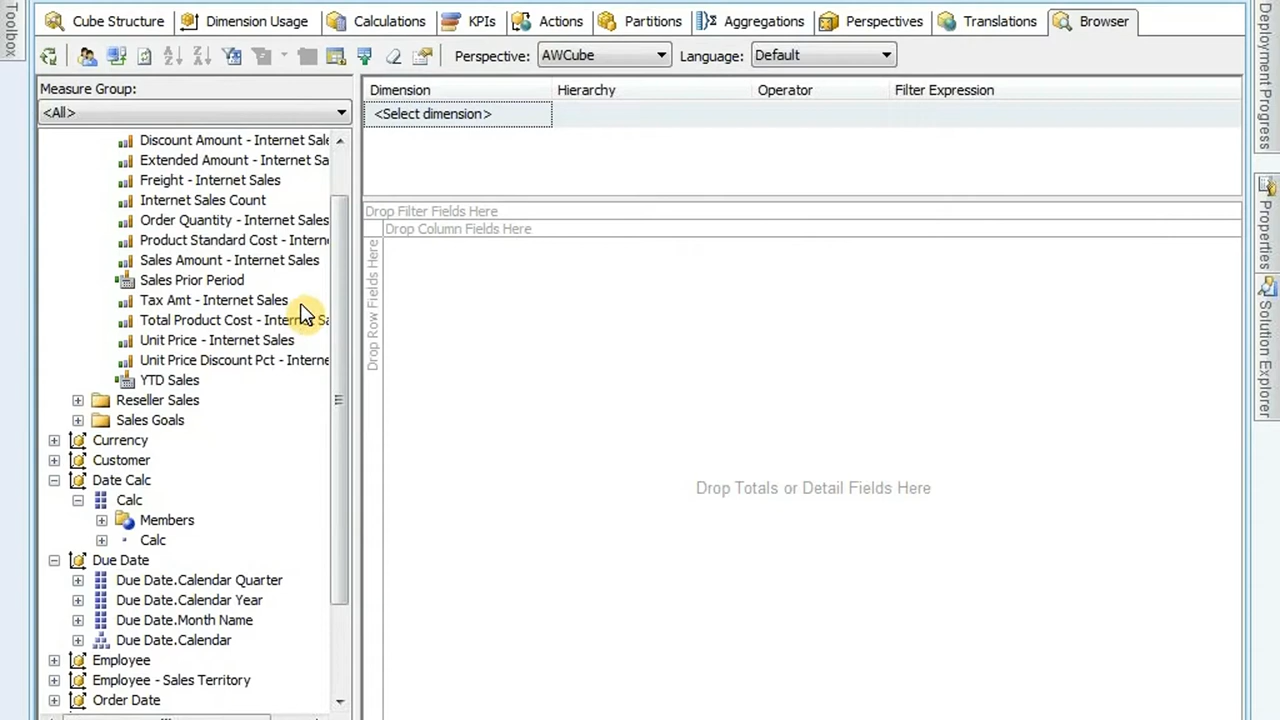 Toolbox
Cube Structure
Dimension Usage
Calculations
KPIs
Actions
Partitions
Aggregations
Perspectives
Translations
Browser
Perspective:
AWCube
Language:
Default
Measure Group:
<All>
Discount Amount - Internet Sale
Extended Amount - Internet Sa
Freight - Internet Sales
Internet Sales Count
Order Quantity - Internet Sales
Product Standard Cost - Intern
Sales Amount - Internet Sales
Sales Prior Period
Tax Amt - Internet Sales
Total Product Cost - Internet Sa
Unit Price - Internet Sales
Unit Price Discount Pct - Interne
YTD Sales
Reseller Sales
Sales Goals
Currency
Customer
Date Calc
Calc
Members
Calc
Due Date
Due Date.Calendar Quarter
Due Date.Calendar Year
Due Date.Month Name
Due Date.Calendar
Employee
Employee - Sales Territory
Order Date
Dimension Hierarchy Operator Filter Expression
<Select dimension>
Drop Filter Fields Here
Drop Column Fields Here
Drop Row Fields Here
Drop Totals or Detail Fields Here
Deployment Progress
Properties
Solution Explorer